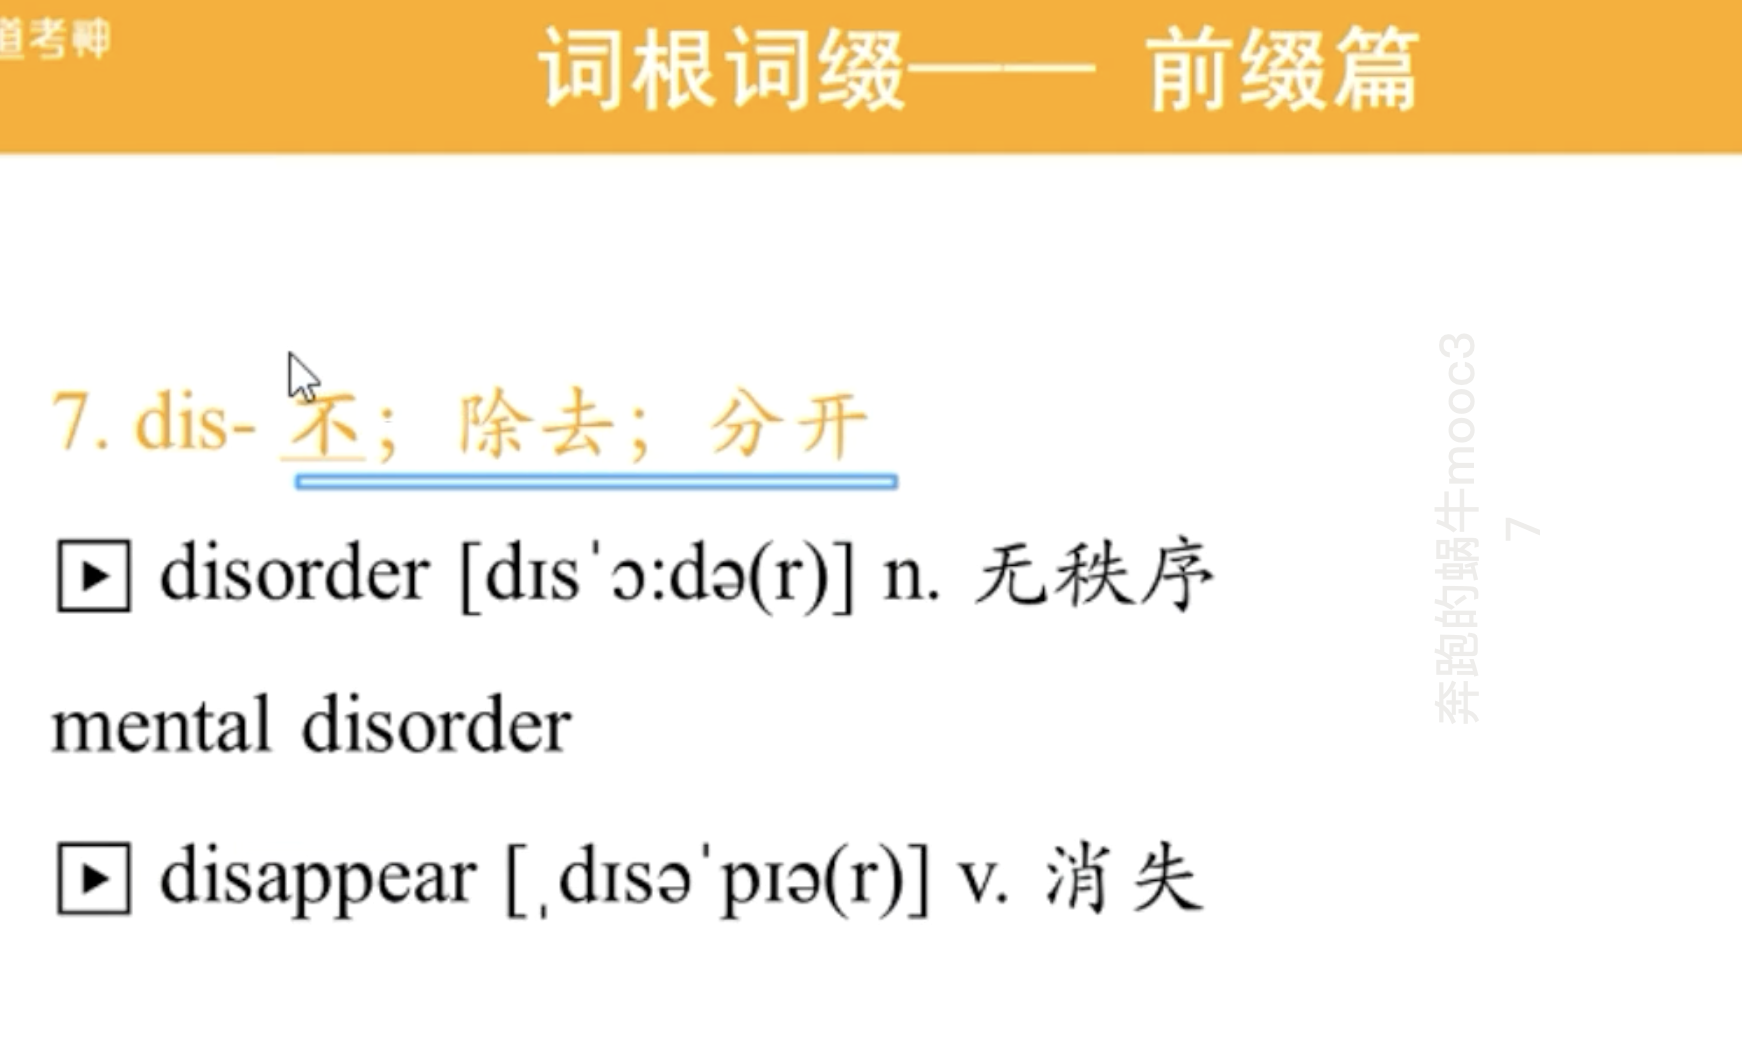 道考神
词根词缀—— 前缀篇
7. dis- 不；除去；分开
disorder [dɪsˈɔ:də(r)] n. 无秩序
mental disorder
disappear [ˌdɪsəˈpɪə(r)] v. 消失
奔跑的蜗牛mooc3
7